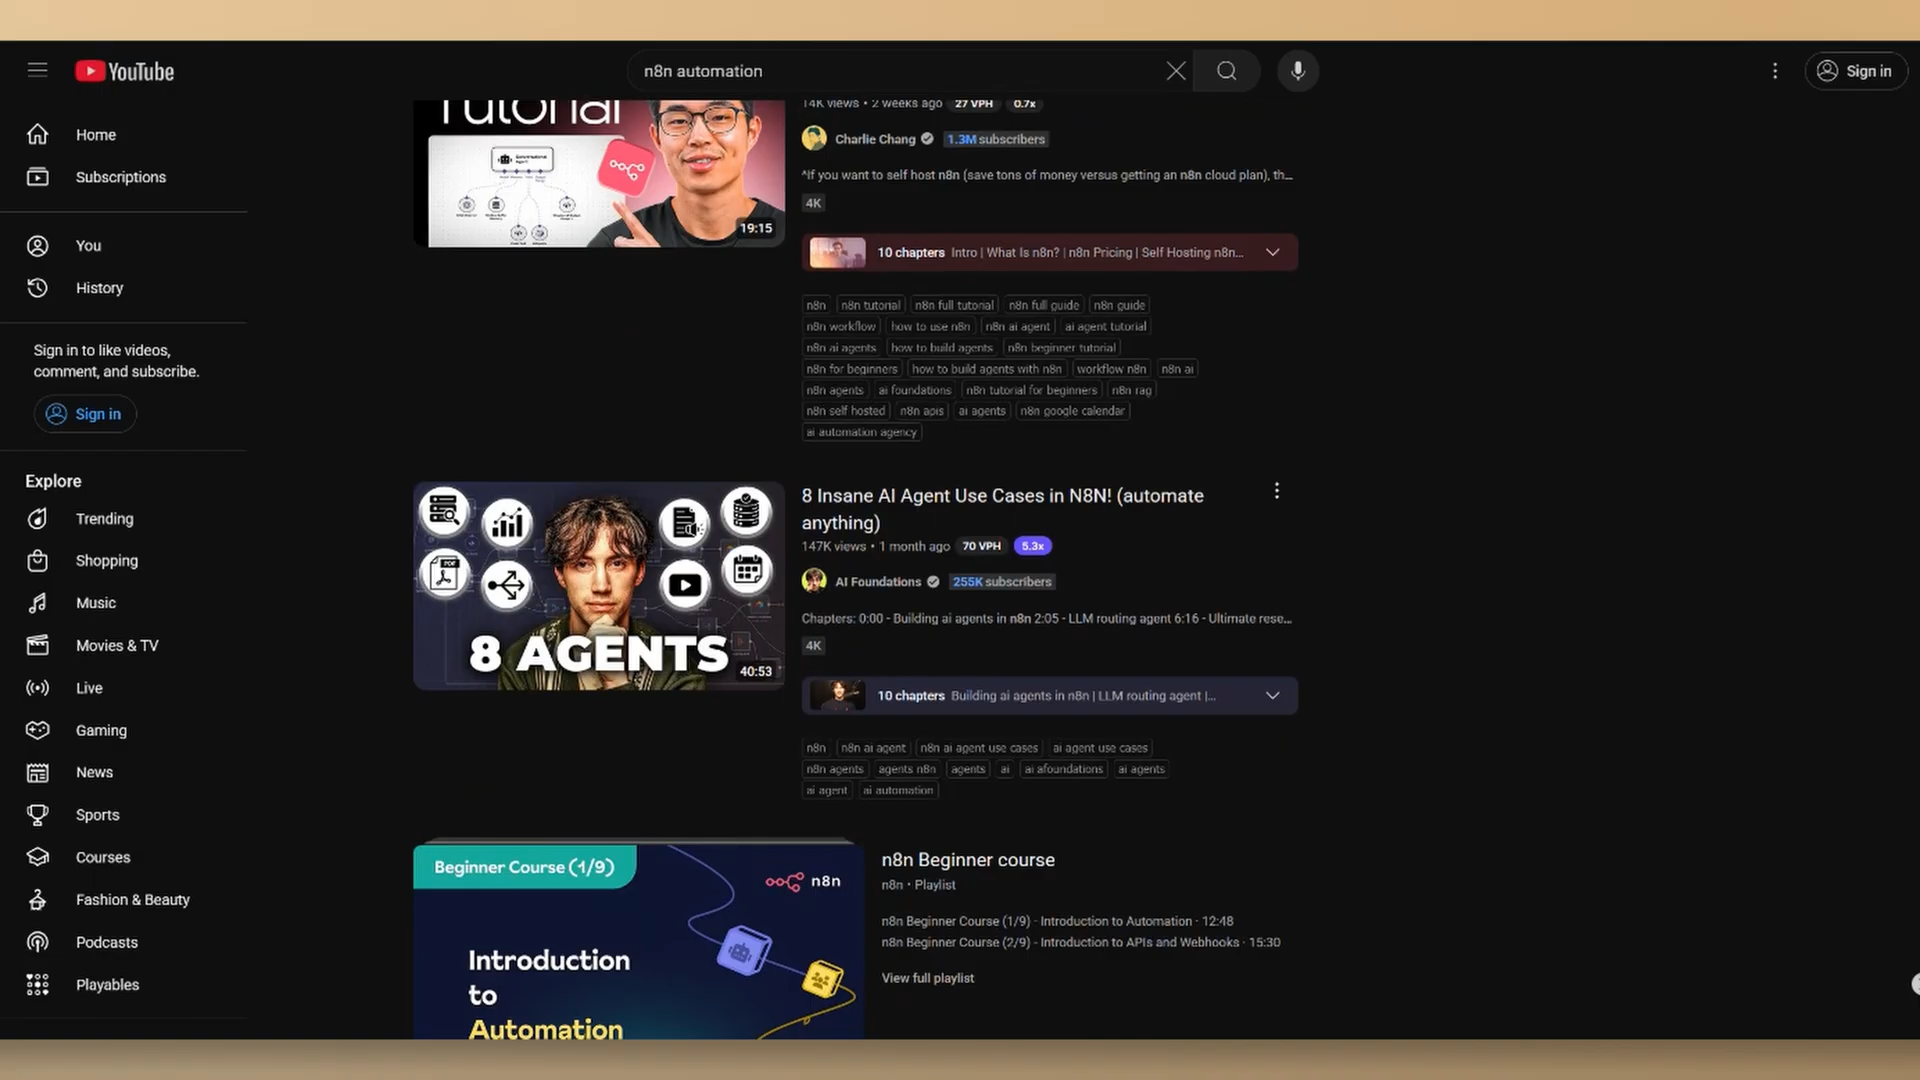 YouTube
n8n automation
Sign in
Home
Subscriptions
You
History
Sign in to like videos,
comment, and subscribe.
Sign in
Explore
Trending
Shopping
Music
Movies & TV
Live
Gaming
News
Sports
Courses
Fashion & Beauty
Podcasts
Playables
Tutorial
19:15
14K views • 2 weeks ago 27 VPH 0.7x
Charlie Chang 1.3M subscribers
*If you want to self host n8n (save tons of money versus getting an n8n cloud plan), th...
4K
10 chapters Intro | What Is n8n? | n8n Pricing | Self Hosting n8n...
n8n n8n tutorial n8n full tutorial n8n full guide n8n guide
n8n workflow how to use n8n n8n ai agent ai agent tutorial
n8n ai agents how to build agents n8n beginner tutorial
n8n for beginners how to build agents with n8n workflow n8n n8n ai
n8n agents ai foundations n8n tutorial for beginners n8n rag
n8n self hosted n8n apis ai agents n8n google calendar
ai automation agency
PDF
8 AGENTS
40:53
8 Insane AI Agent Use Cases in N8N! (automate
anything)
147K views • 1 month ago 70 VPH 5.3x
AI Foundations 255K subscribers
Chapters: 0:00 - Building ai agents in n8n 2:05 - LLM routing agent 6:16 - Ultimate rese...
4K
10 chapters Building ai agents in n8n | LLM routing agent |...
n8n n8n ai agent n8n ai agent use cases ai agent use cases
n8n agents agents n8n agents ai ai afoundations ai agents
ai agent ai automation
Beginner Course (1/9)
n8n
Introduction
to
Automation
n8n Beginner course
n8n • Playlist
n8n Beginner Course (1/9) - Introduction to Automation · 12:48
n8n Beginner Course (2/9) - Introduction to APIs and Webhooks · 15:30
View full playlist